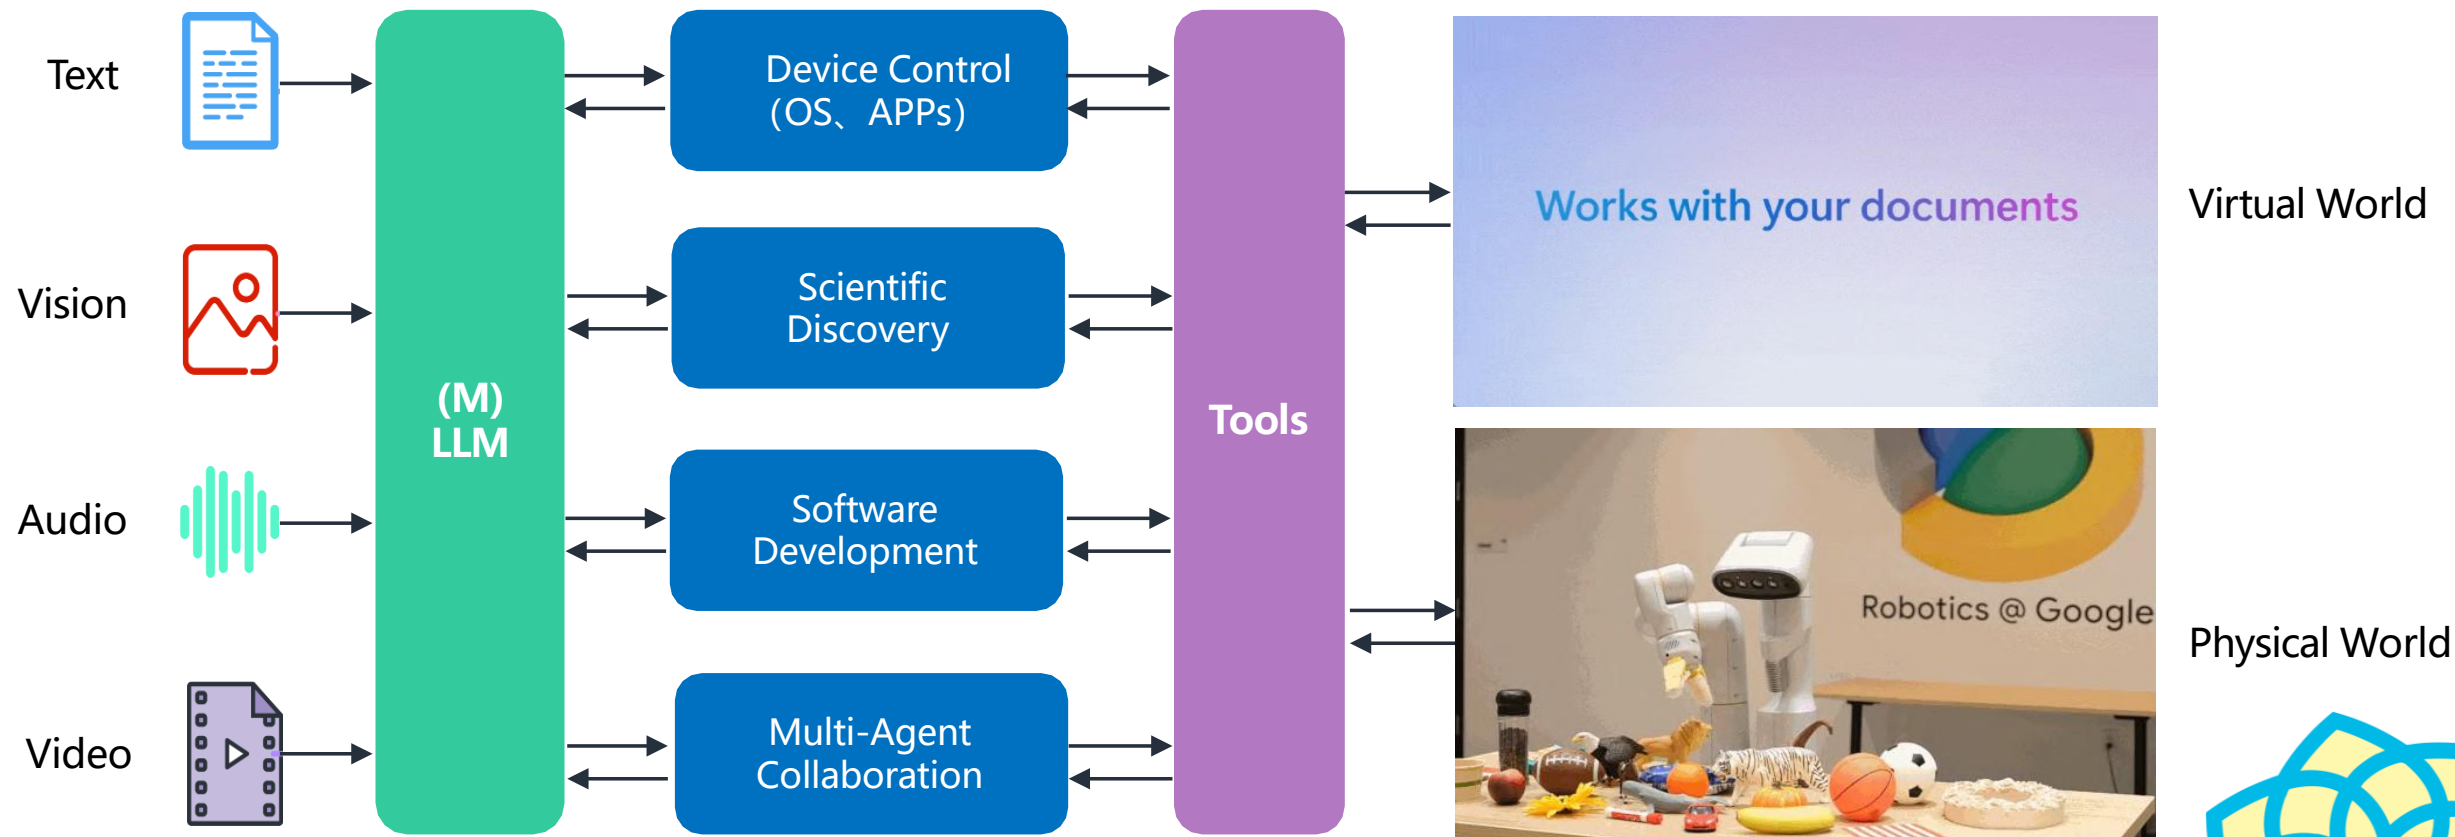 Text
Vision
Audio
Video
(M)
LLM
Device Control
（OS、APPs）
Scientific
Discovery
Software
Development
Multi-Agent
Collaboration
Tools
Works with your documents
Virtual World
Robotics @ Google
Physical World